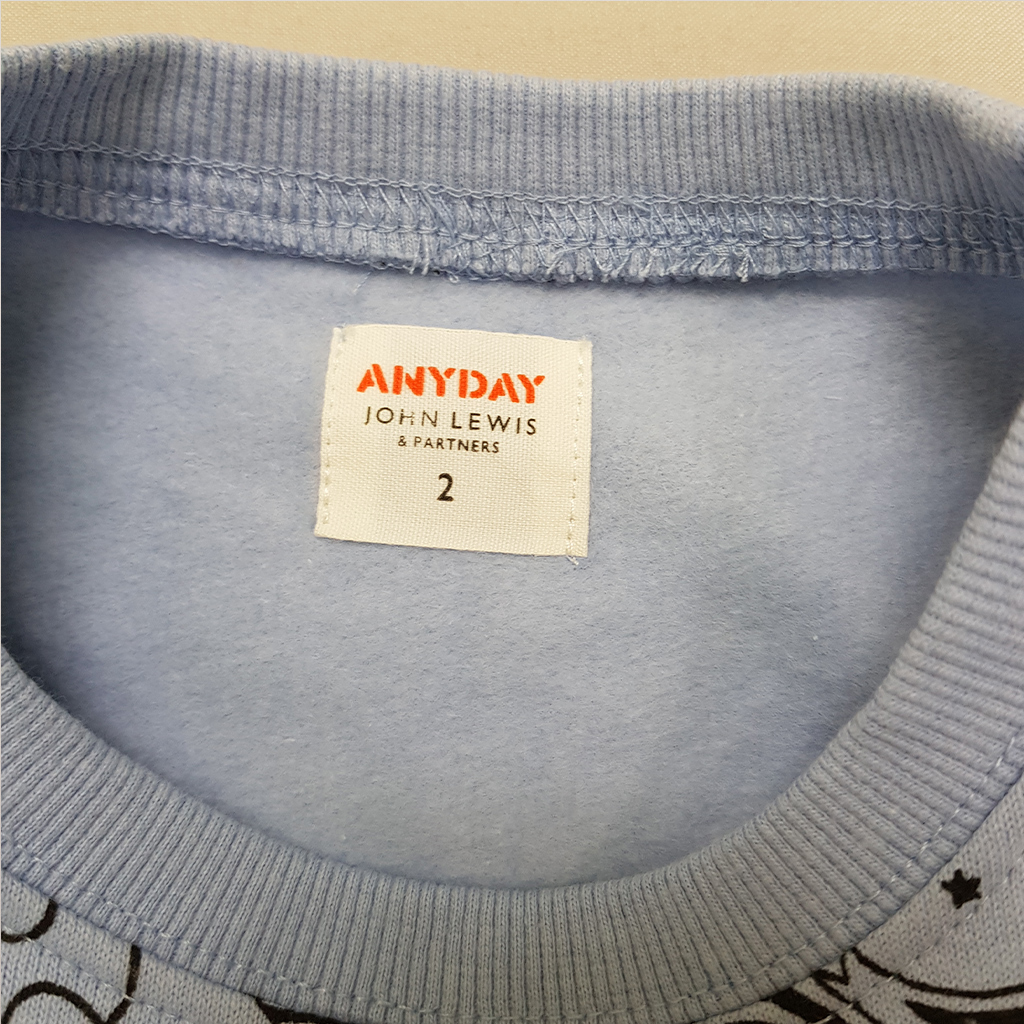 ANYDAY
JOHN LEWIS
& PARTNERS
2